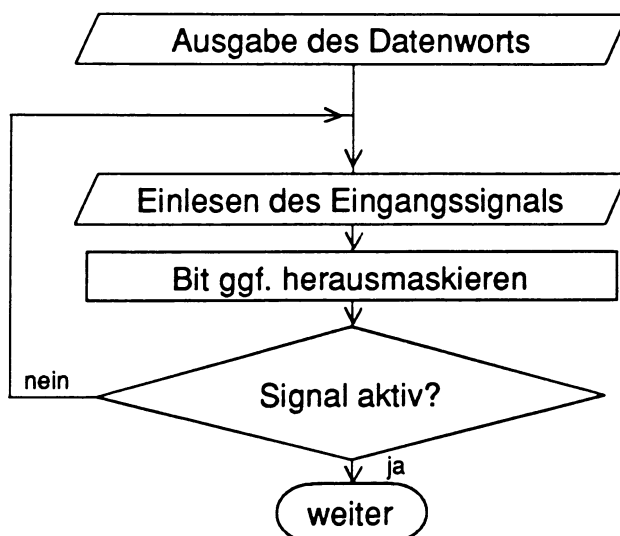 Ausgabe des Datenworts
Einlesen des Eingangssignals
Bit ggf. herausmaskieren
nein
Signal aktiv?
ja
weiter